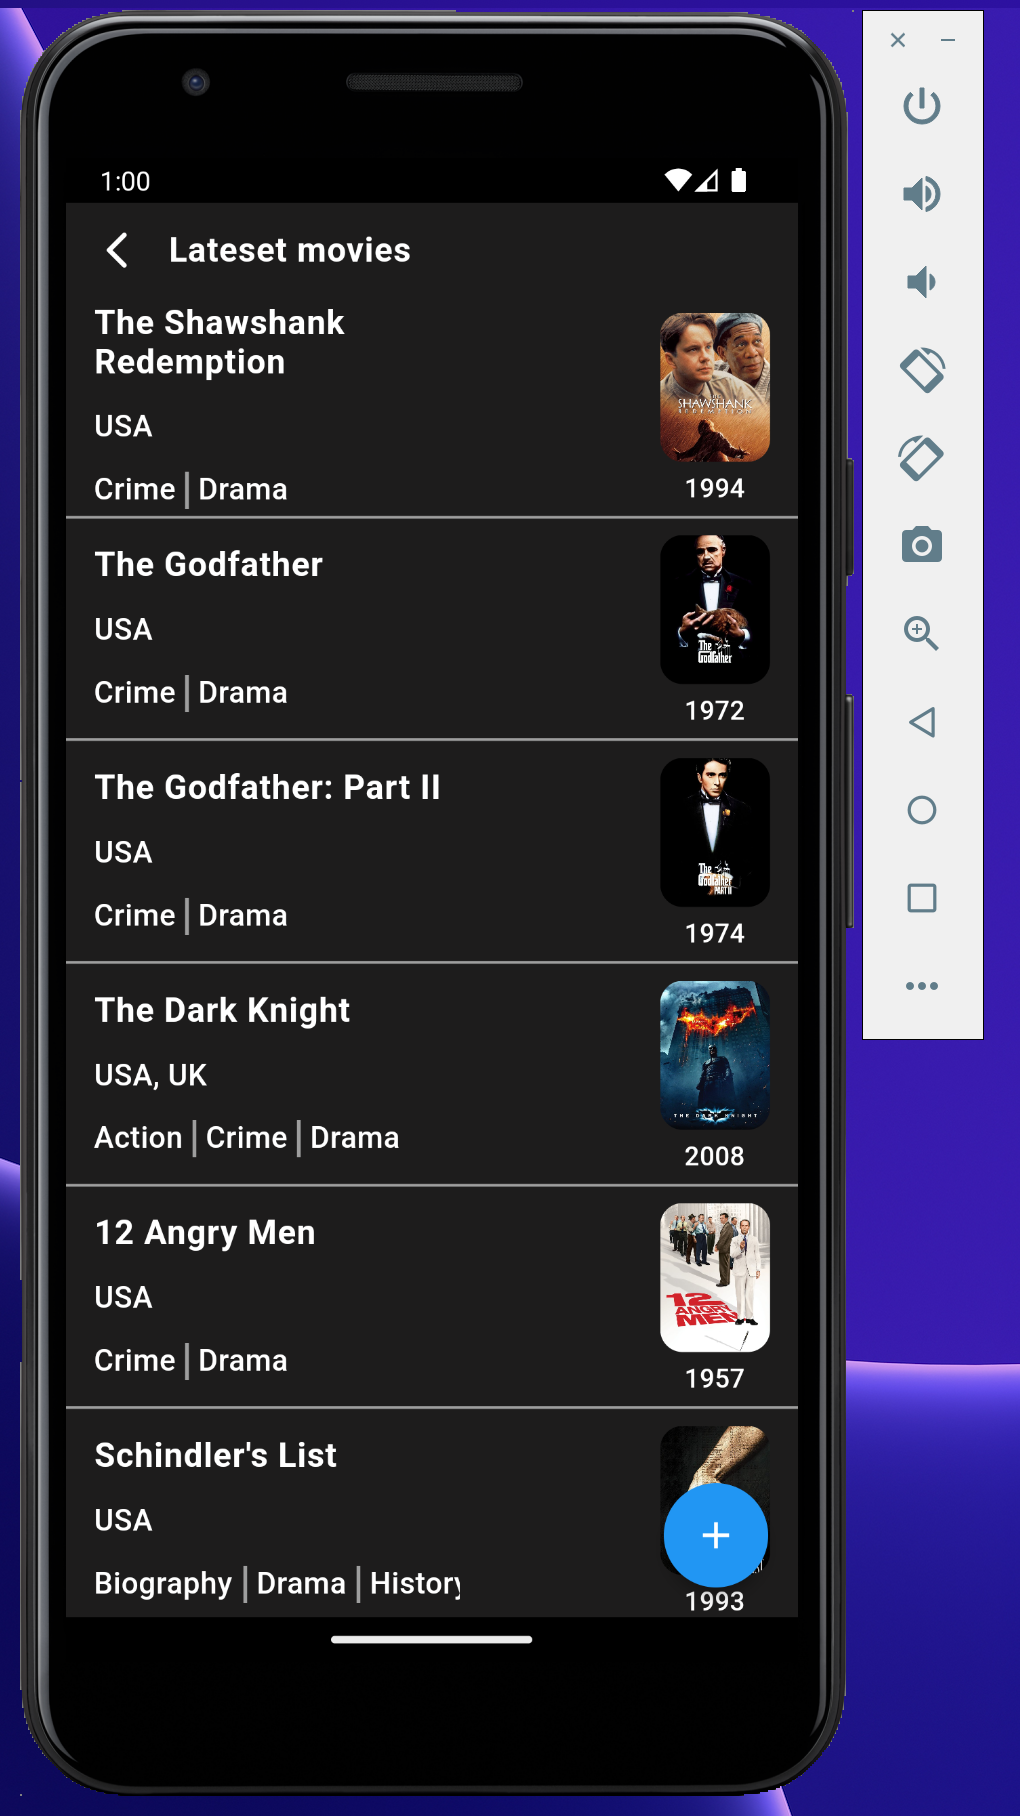 1:00
Lateset movies
The Shawshank
Redemption
USA
Crime | Drama
SHAWSHANK
REDEMPTION
1994
The Godfather
USA
Crime | Drama
The
Godfather
1972
The Godfather: Part II
USA
Crime | Drama
The
Godfather
PART II
1974
The Dark Knight
USA, UK
Action | Crime | Drama
THE DARK KNIGHT
2008
12 Angry Men
USA
Crime | Drama
12
ANGRY
MEN
1957
Schindler's List
USA
Biography | Drama | History
1993